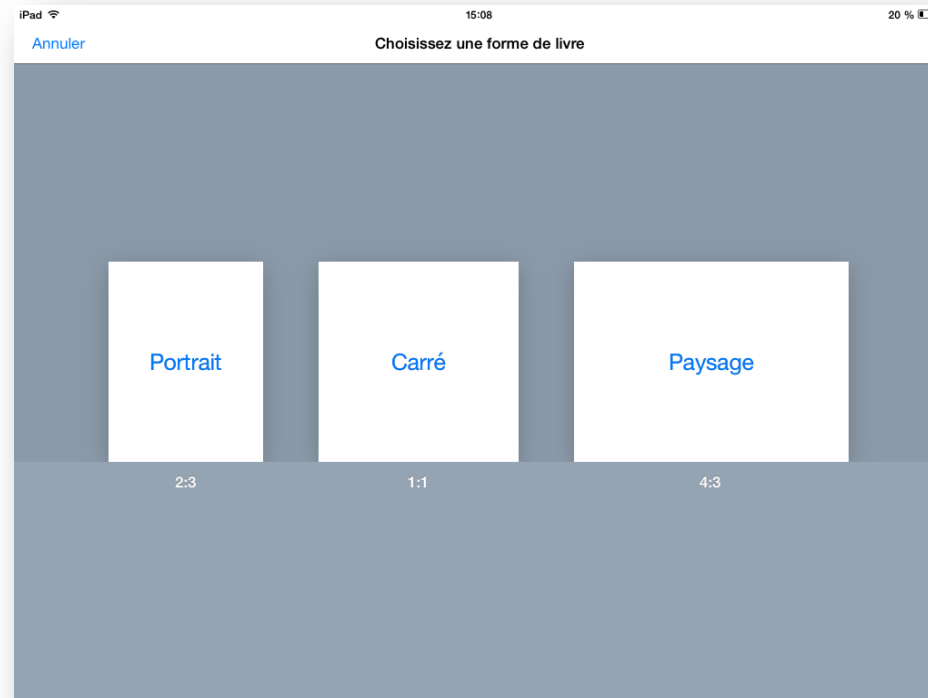 iPad 15:08 20 %
Annuler Choisissez une forme de livre
Portrait Carré Paysage
2:3 1:1 4:3